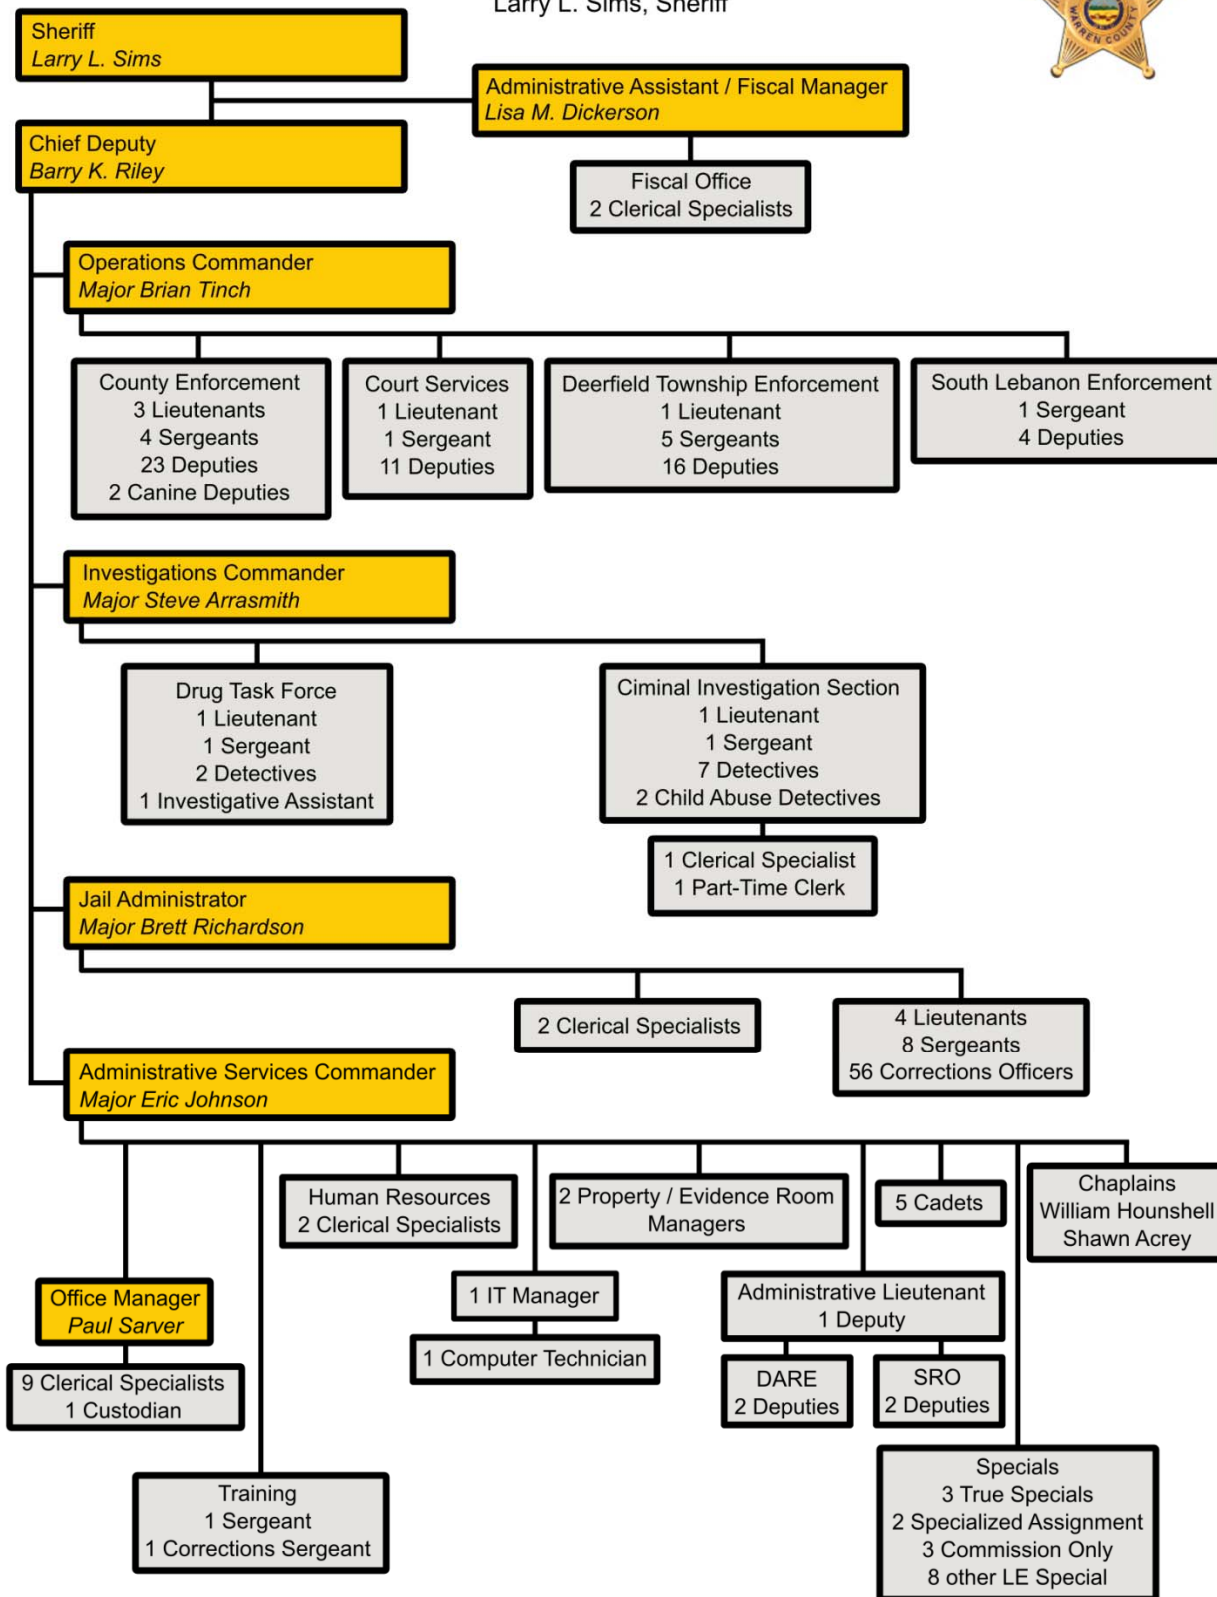 Larry L. Sims, Sheriff
WARREN COUNTY
Sheriff
Larry L. Sims
Administrative Assistant / Fiscal Manager
Lisa M. Dickerson
Chief Deputy
Barry K. Riley
Fiscal Office
2 Clerical Specialists
Operations Commander
Major Brian Tinch
County Enforcement
3 Lieutenants
4 Sergeants
23 Deputies
2 Canine Deputies
Court Services
1 Lieutenant
1 Sergeant
11 Deputies
Deerfield Township Enforcement
1 Lieutenant
5 Sergeants
16 Deputies
South Lebanon Enforcement
1 Sergeant
4 Deputies
Investigations Commander
Major Steve Arrasmith
Drug Task Force
1 Lieutenant
1 Sergeant
2 Detectives
1 Investigative Assistant
Ciminal Investigation Section
1 Lieutenant
1 Sergeant
7 Detectives
2 Child Abuse Detectives
1 Clerical Specialist
1 Part-Time Clerk
Jail Administrator
Major Brett Richardson
2 Clerical Specialists
4 Lieutenants
8 Sergeants
56 Corrections Officers
Administrative Services Commander
Major Eric Johnson
Human Resources
2 Clerical Specialists
2 Property / Evidence Room
Managers
5 Cadets
Chaplains
William Hounshell
Shawn Acrey
Office Manager
Paul Sarver
9 Clerical Specialists
1 Custodian
1 IT Manager
1 Computer Technician
Administrative Lieutenant
1 Deputy
DARE
2 Deputies
SRO
2 Deputies
Training
1 Sergeant
1 Corrections Sergeant
Specials
3 True Specials
2 Specialized Assignment
3 Commission Only
8 other LE Special